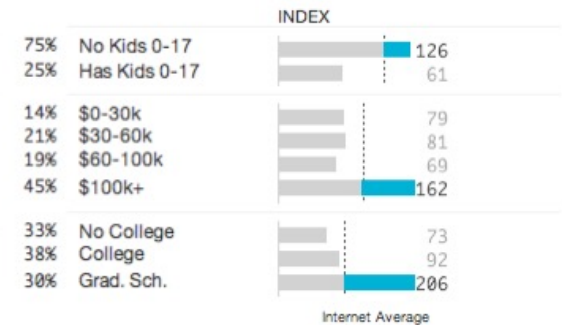 INDEX
75% No Kids 0-17 126
25% Has Kids 0-17 61
14% $0-30k 79
21% $30-60k 81
19% $60-100k 69
45% $100k+ 162
33% No College 73
38% College 92
30% Grad. Sch. 206
Internet Average